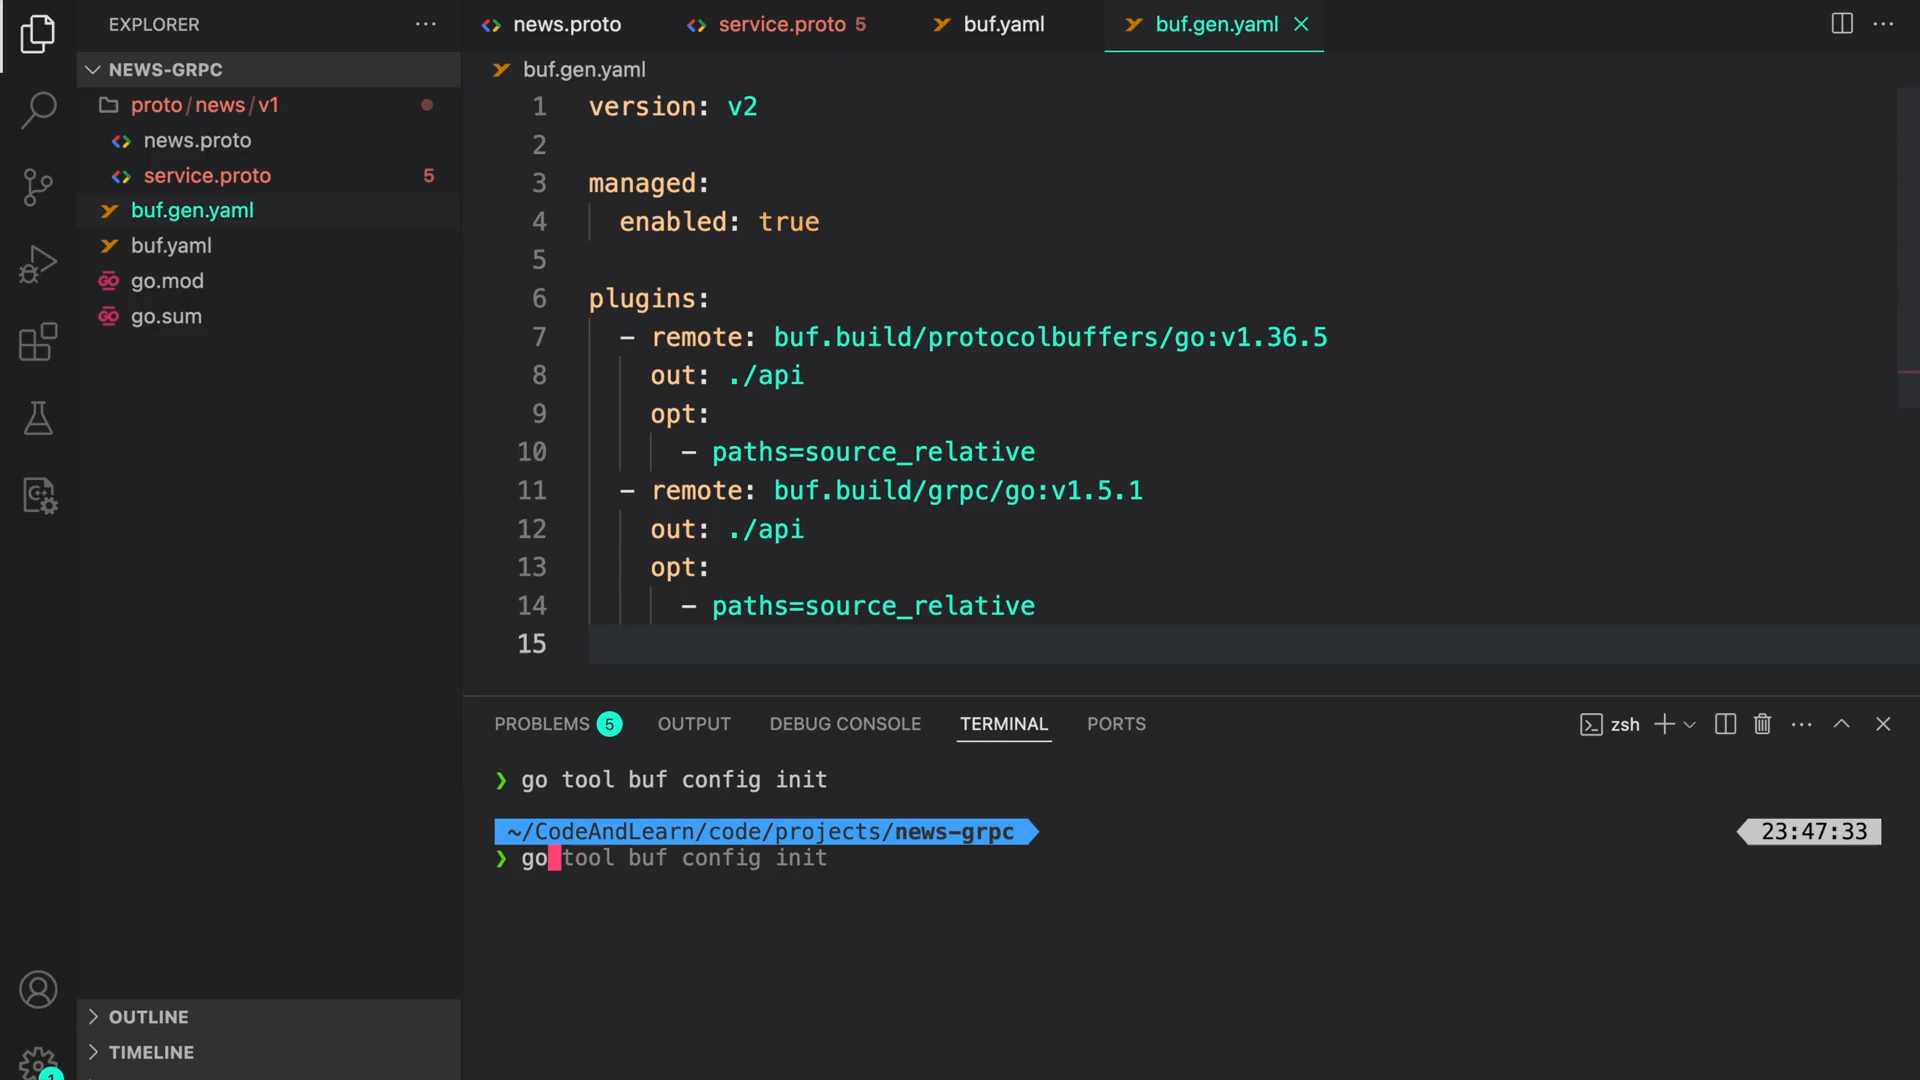 EXPLORER
NEWS-GRPC
proto/news/v1
news.proto
service.proto 5
buf.gen.yaml
buf.yaml
go.mod
go.sum
OUTLINE
TIMELINE
1
news.proto service.proto 5 buf.yaml buf.gen.yaml
buf.gen.yaml
1 version: v2
2
3 managed:
4 enabled: true
5
6 plugins:
7 - remote: buf.build/protocolbuffers/go:v1.36.5
8 out: ./api
9 opt:
10 - paths=source_relative
11 - remote: buf.build/grpc/go:v1.5.1
12 out: ./api
13 opt:
14 - paths=source_relative
15
PROBLEMS 5 OUTPUT DEBUG CONSOLE TERMINAL PORTS zsh
❯ go tool buf config init
~/CodeAndLearn/code/projects/news-grpc 23:47:33
❯ go tool buf config init